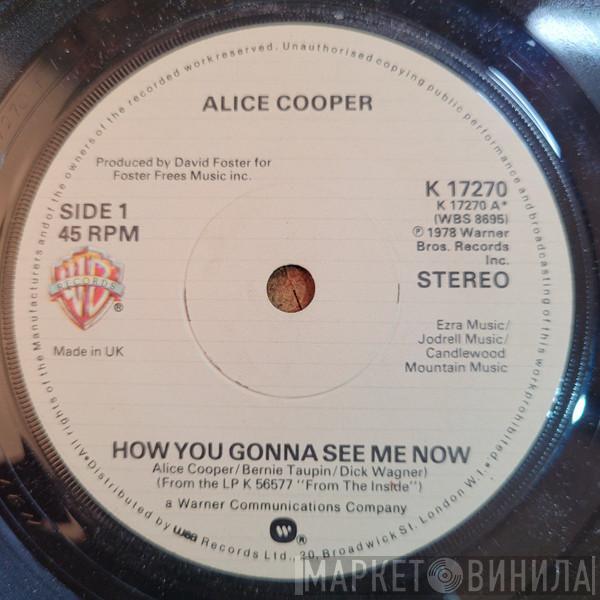 •All rights of the Manufacturers and of the owners of the recorded work reserved. Unauthorised copying public performance and broadcasting of this work prohibited•
ALICE COOPER
Produced by David Foster for
Foster Frees Music inc.
K 17270
K 17270 A*
(WBS 8695)
℗ 1978 Warner
Bros. Records
Inc.
SIDE 1
45 RPM
STEREO
WB
RECORDS
®
Made in UK
Ezra Music/
Jodrell Music/
Candlewood
Mountain Music
HOW YOU GONNA SEE ME NOW
Alice Cooper/Bernie Taupin/Dick Wagner)
(From the LP K 56577 "From The Inside")
a Warner Communications Company
®
Distributed by wea Records Ltd., 20, Broadwick St. London W.1.•
МАРКЕТ ВИНИЛА